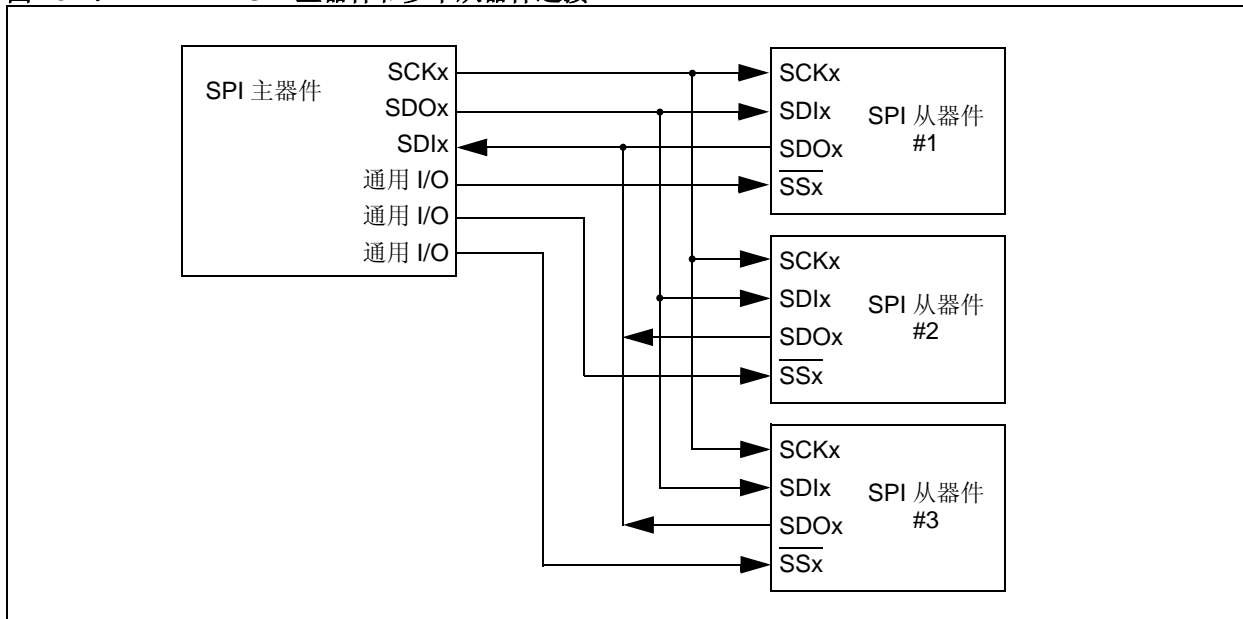 SPI 主器件
SCKx
SDOx
SDIx
通用 I/O
通用 I/O
通用 I/O
SCKx
SDIx
SDOx
SSx
SPI 从器件
#1
SCKx
SDIx
SDOx
SSx
SPI 从器件
#2
SCKx
SDIx
SDOx
SSx
SPI 从器件
#3